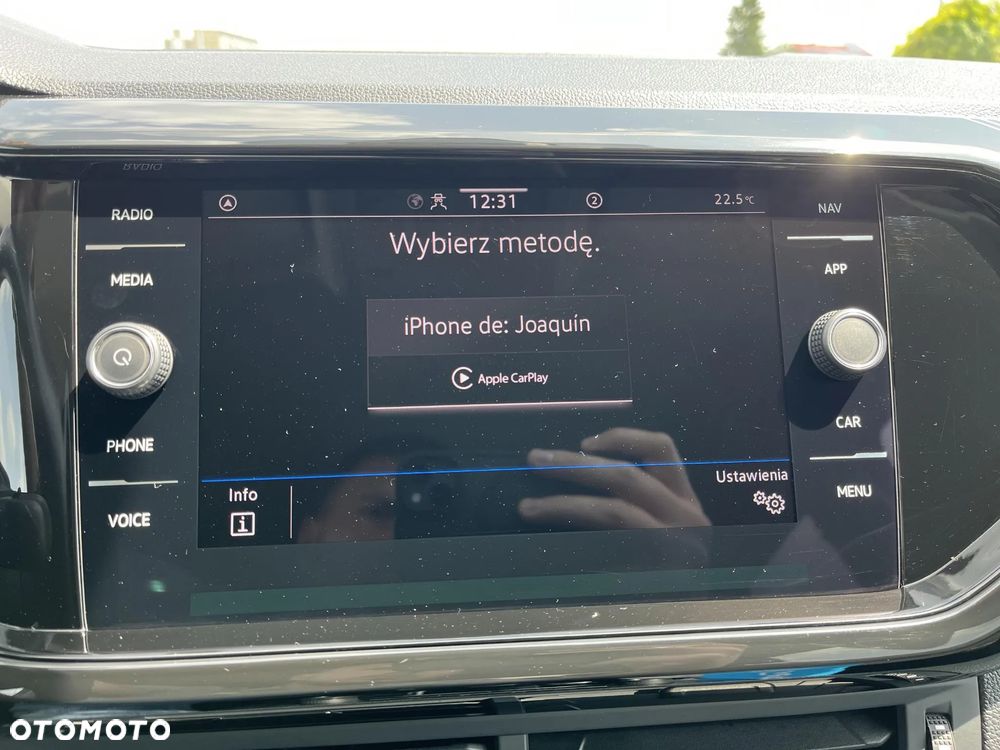 RADIO
MEDIA
PHONE
VOICE
12:31
2
22.5°C
Wybierz metodę.
iPhone de: Joaquín
Apple CarPlay
Info
i
Ustawienia
NAV
APP
CAR
MENU
OTOMOTO